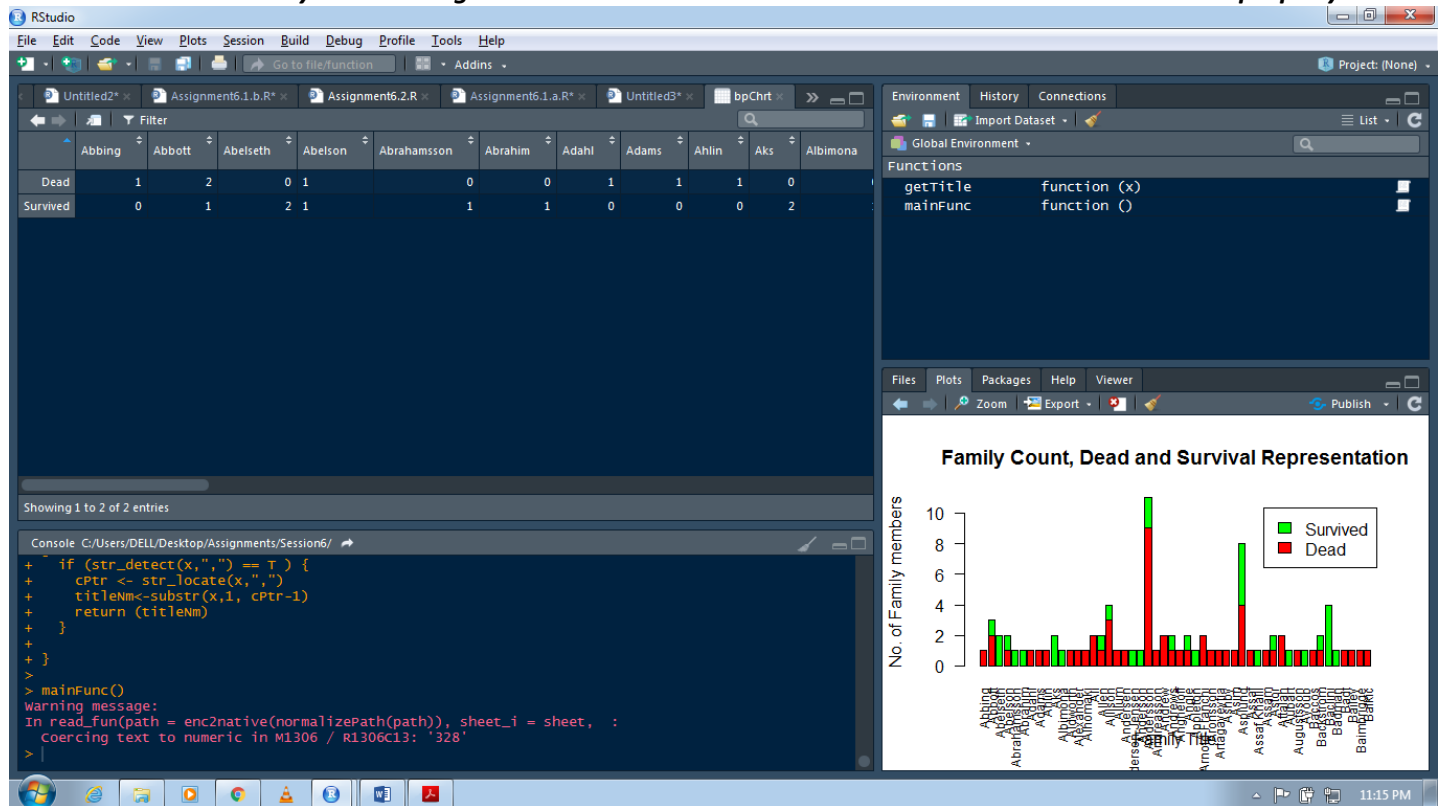 RStudio
File Edit Code View Plots Session Build Debug Profile Tools Help
Go to file/function Addins Project: (None)
Untitled2* Assignment6.1.b.R* Assignment6.2.R Assignment6.1.a.R* Untitled3* bpChrt
Filter
Abbing Abbott Abelseth Abelson Abrahamsson Abrahim Adahl Adams Ahlin Aks Albimona
Dead 1 2 0 1 0 0 1 1 1 0
Survived 0 1 2 1 1 1 0 0 0 2
Showing 1 to 2 of 2 entries
Console C:/Users/DELL/Desktop/Assignments/Session6/
+ if (str_detect(x,",") == T ) {
+ cPtr <- str_locate(x,",")
+ titleNm<-substr(x,1, cPtr-1)
+ return (titleNm)
+ }
+
+ }
>
> mainFunc()
Warning message:
In read_fun(path = enc2native(normalizePath(path)), sheet_i = sheet, :
Coercing text to numeric in M1306 / R1306C13: '328'
>
Environment History Connections
Import Dataset List
Global Environment
Functions
getTitle function (x)
mainFunc function ()
Files Plots Packages Help Viewer
Zoom Export Publish
Family Count, Dead and Survival Representation
No. of Family members
10
8
6
4
2
0
Survived
Dead
Family Title
11:15 PM